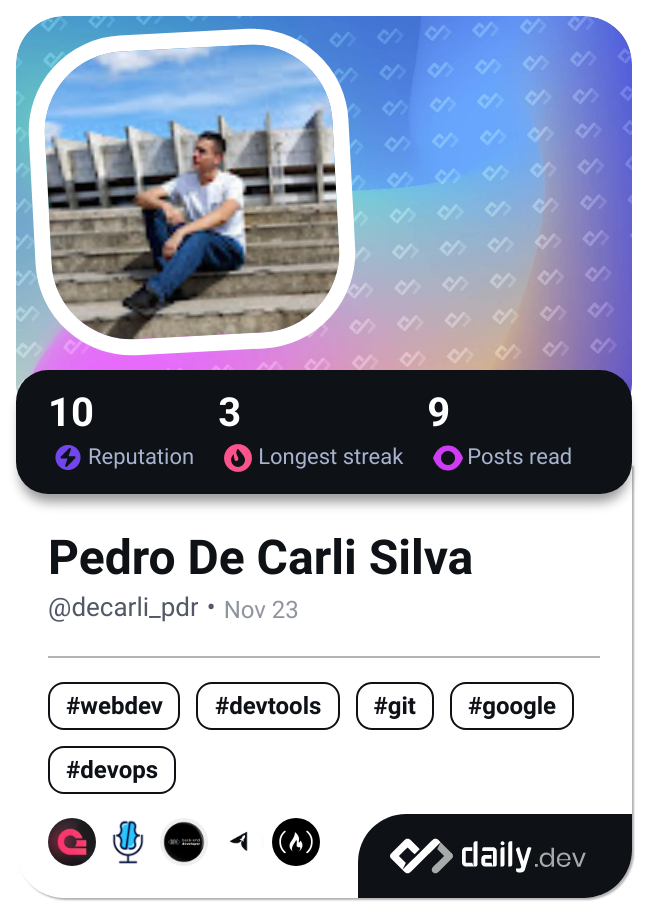 10 3 9
Reputation Longest streak Posts read
Pedro De Carli Silva
@decarli_pdr • Nov 23
#webdev #devtools #git #google
#devops
daily.dev